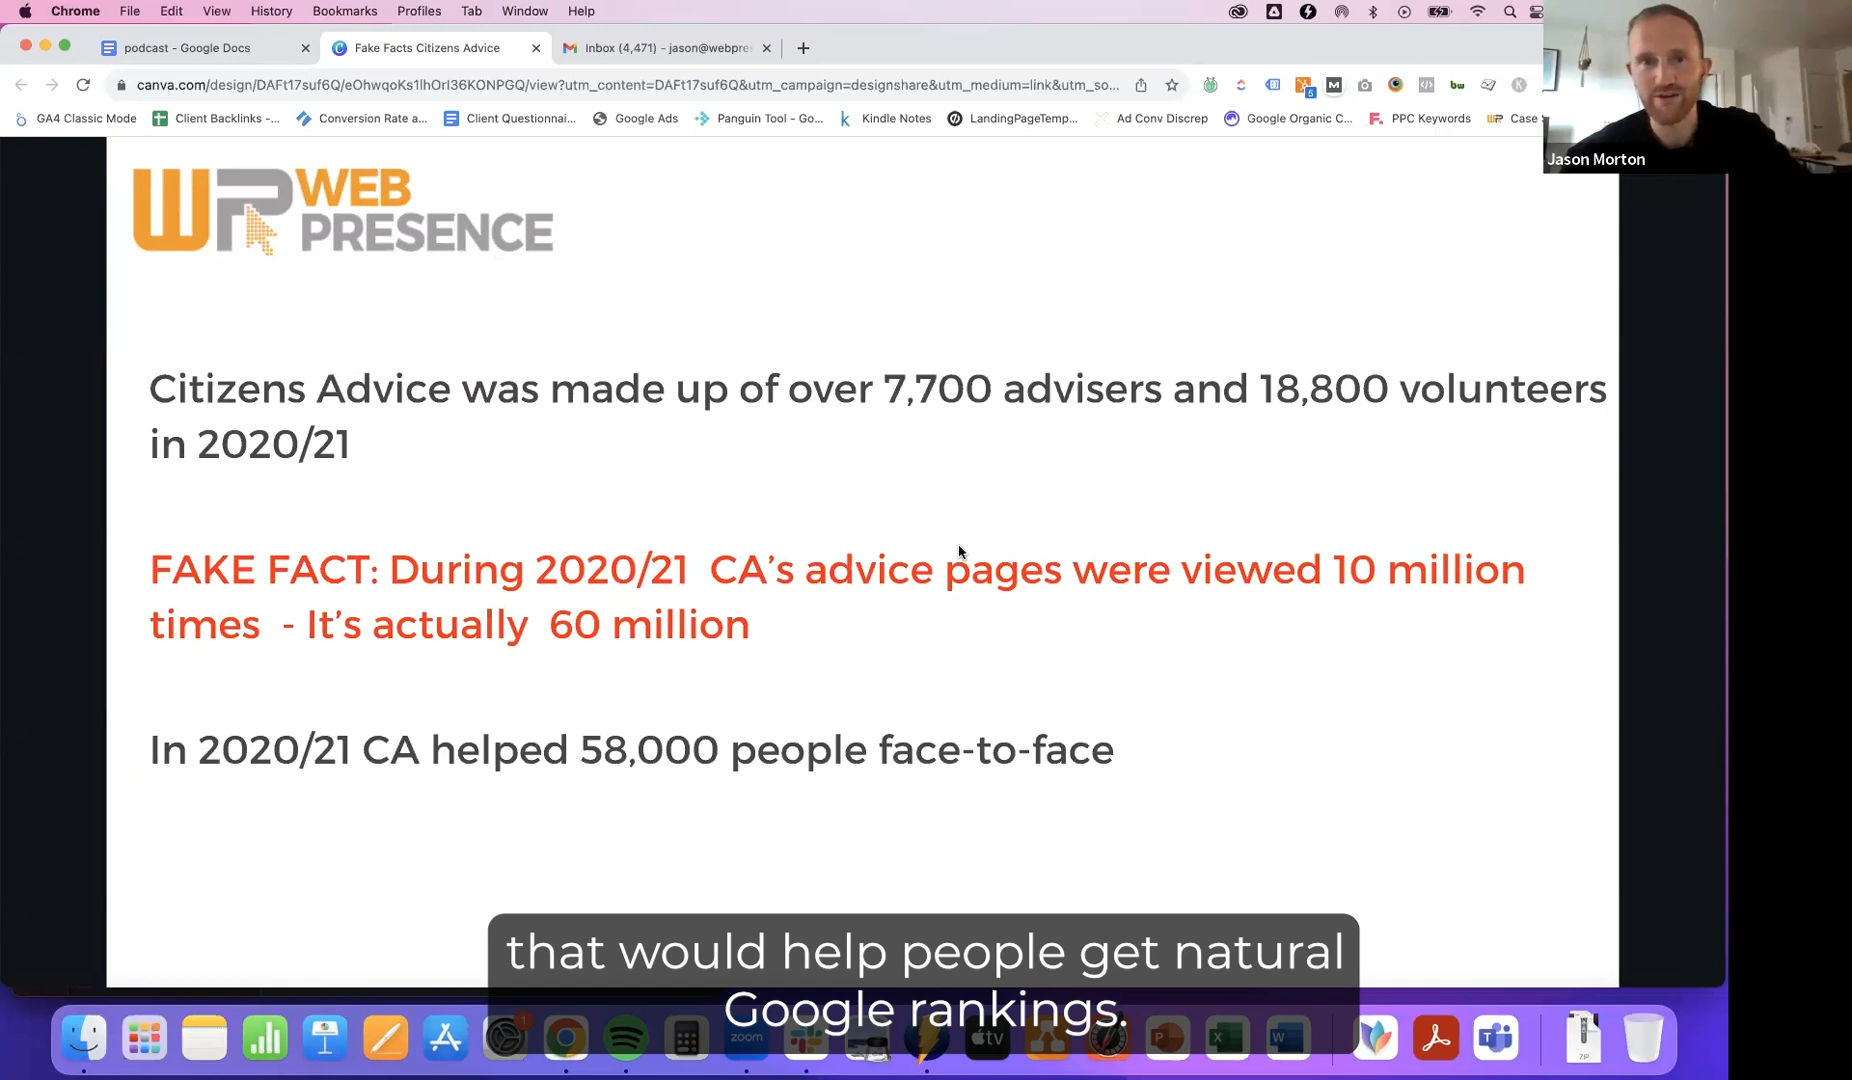 Chrome File Edit View History Bookmarks Profiles Tab Window Help
podcast - Google Docs
Fake Facts Citizens Advice
Inbox (4,471) - jason@webpres
canva.com/design/DAFt17suf6Q/eOhwqoKs1lhOrI36KONPGQ/view?utm_content=DAFt17suf6Q&utm_campaign=designshare&utm_medium=link&utm_so...
GA4 Classic Mode
Client Backlinks -...
Conversion Rate a...
Client Questionnai...
Google Ads
Panguin Tool - Go...
Kindle Notes
LandingPageTemp...
Ad Conv Discrep
Google Organic C...
PPC Keywords
Case
Jason Morton
WP WEB
PRESENCE
Citizens Advice was made up of over 7,700 advisers and 18,800 volunteers
in 2020/21
FAKE FACT: During 2020/21 CA's advice pages were viewed 10 million
times - It's actually 60 million
In 2020/21 CA helped 58,000 people face-to-face
that would help people get natural
Google rankings.
zoom
tv
ZIP